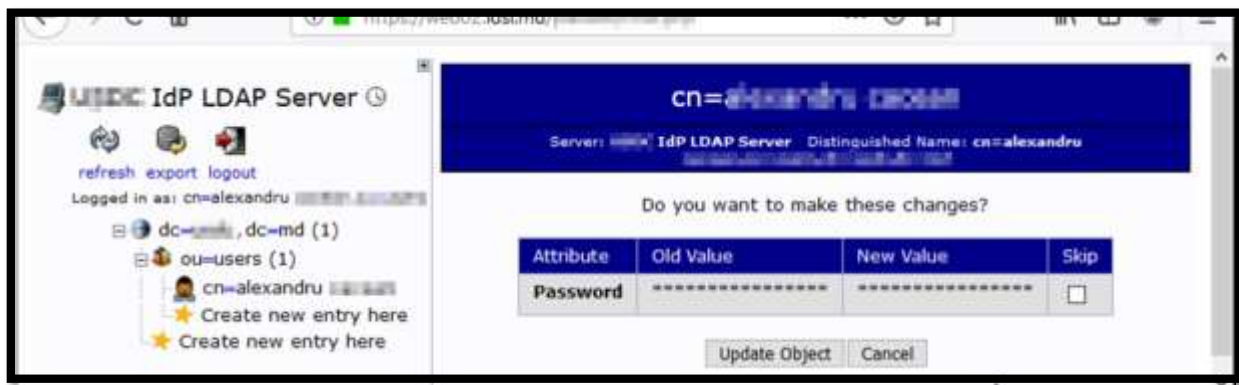 IdP LDAP Server
refresh export logout
Logged in as: cn=alexandru
dc= ,dc=md (1)
ou=users (1)
cn=alexandru
Create new entry here
Create new entry here
cn=
Server: IdP LDAP Server Distinguished Name: cn=alexandru
Do you want to make these changes?
Attribute Old Value New Value Skip
Password **************** ****************
Update Object Cancel